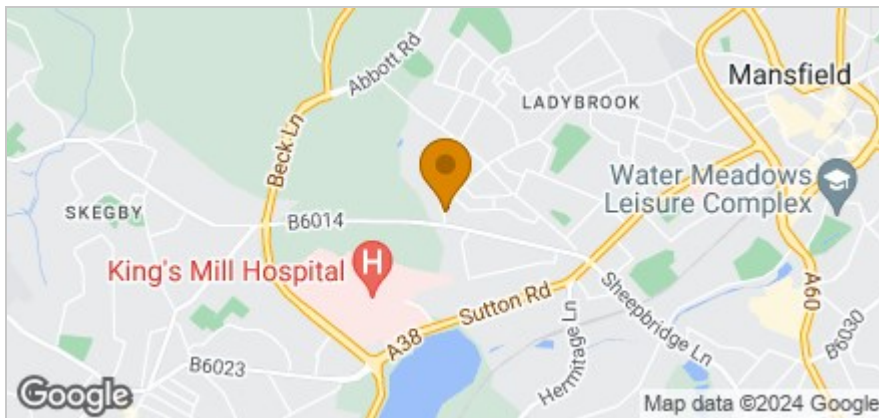 Abbott Rd
Mansfield
LADYBROOK
Beck Ln
Water Meadows
Leisure Complex
SKEGBY
B6014
King's Mill Hospital
H
Sutton Rd
Sheepbridge Ln
A60
A38
Hermitage Ln
B6030
B6023
Google
Map data ©2024 Google